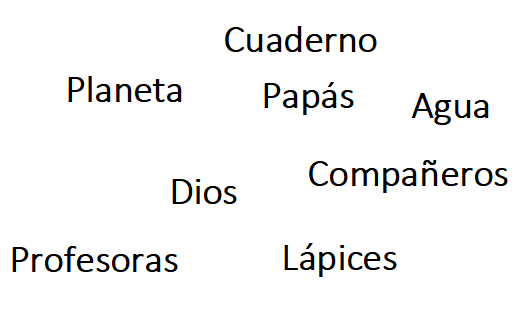 Cuaderno
Planeta
Papás
Agua
Compañeros
Dios
Profesoras
Lápices